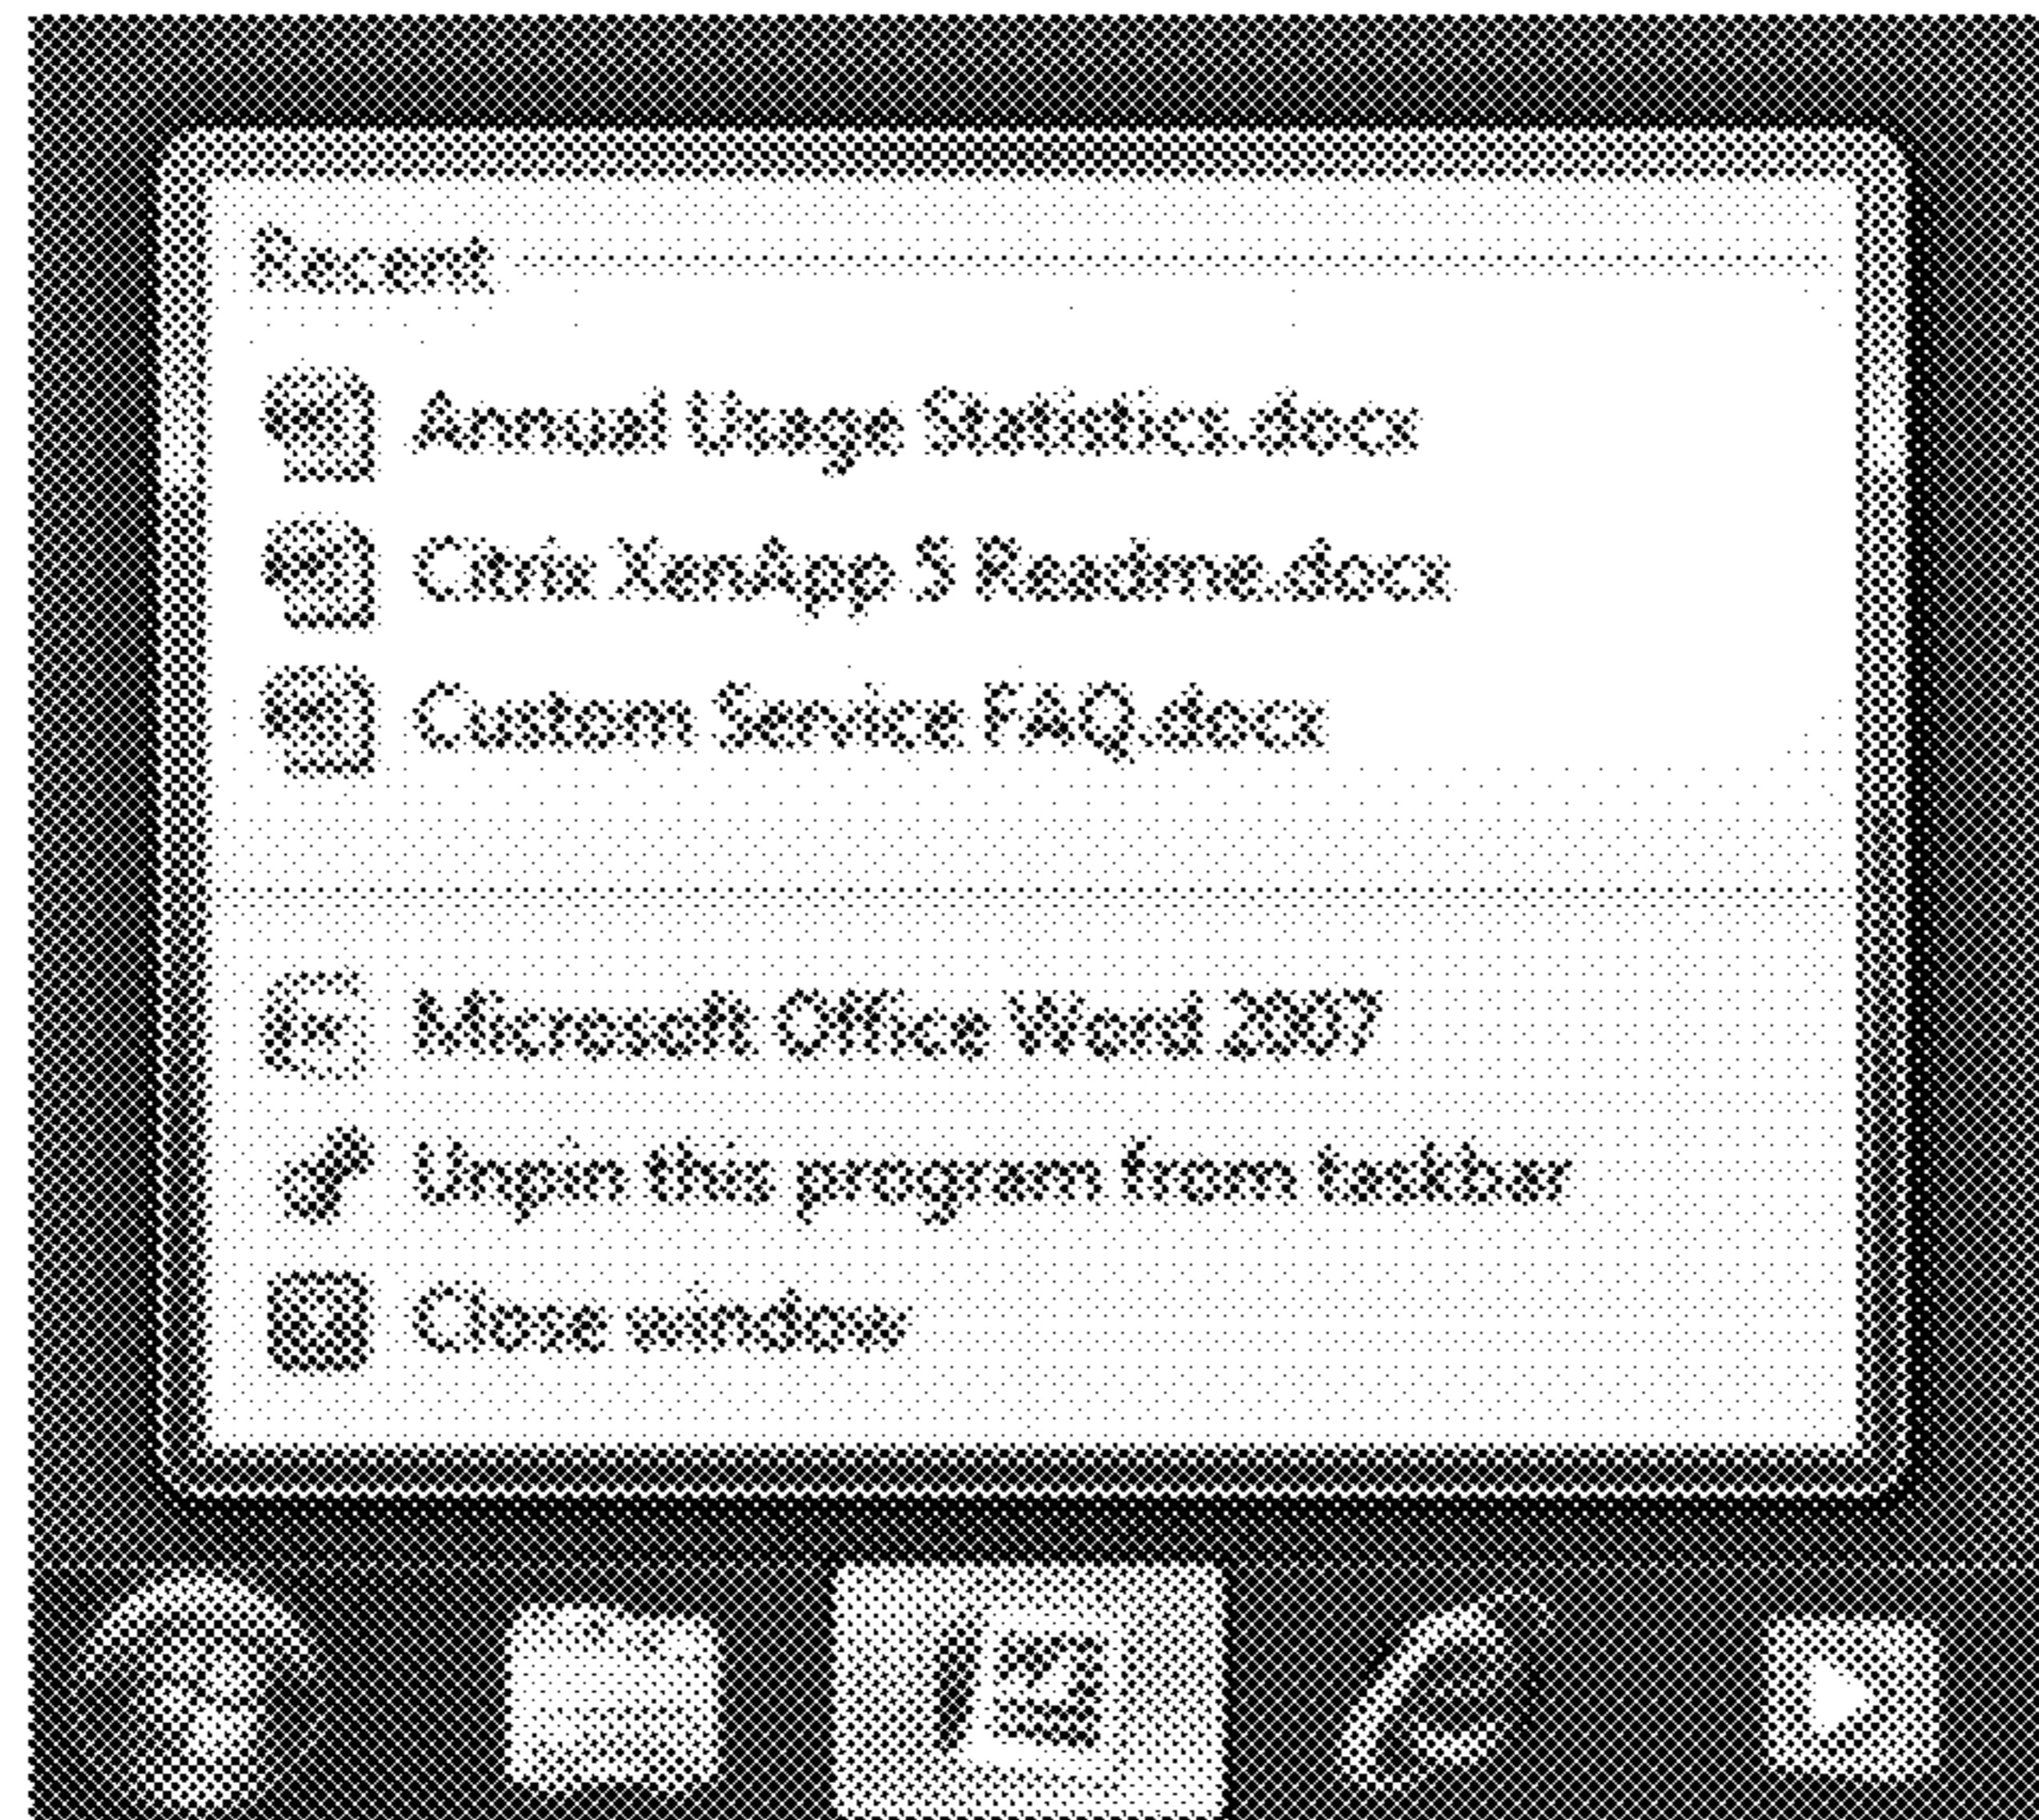 Recent
Annual Usage Statistics.docx
Citrix XenApp 5 Readme.docx
Custom Service FAQ.docx
Microsoft Office Word 2007
Unpin this program from taskbar
Close window